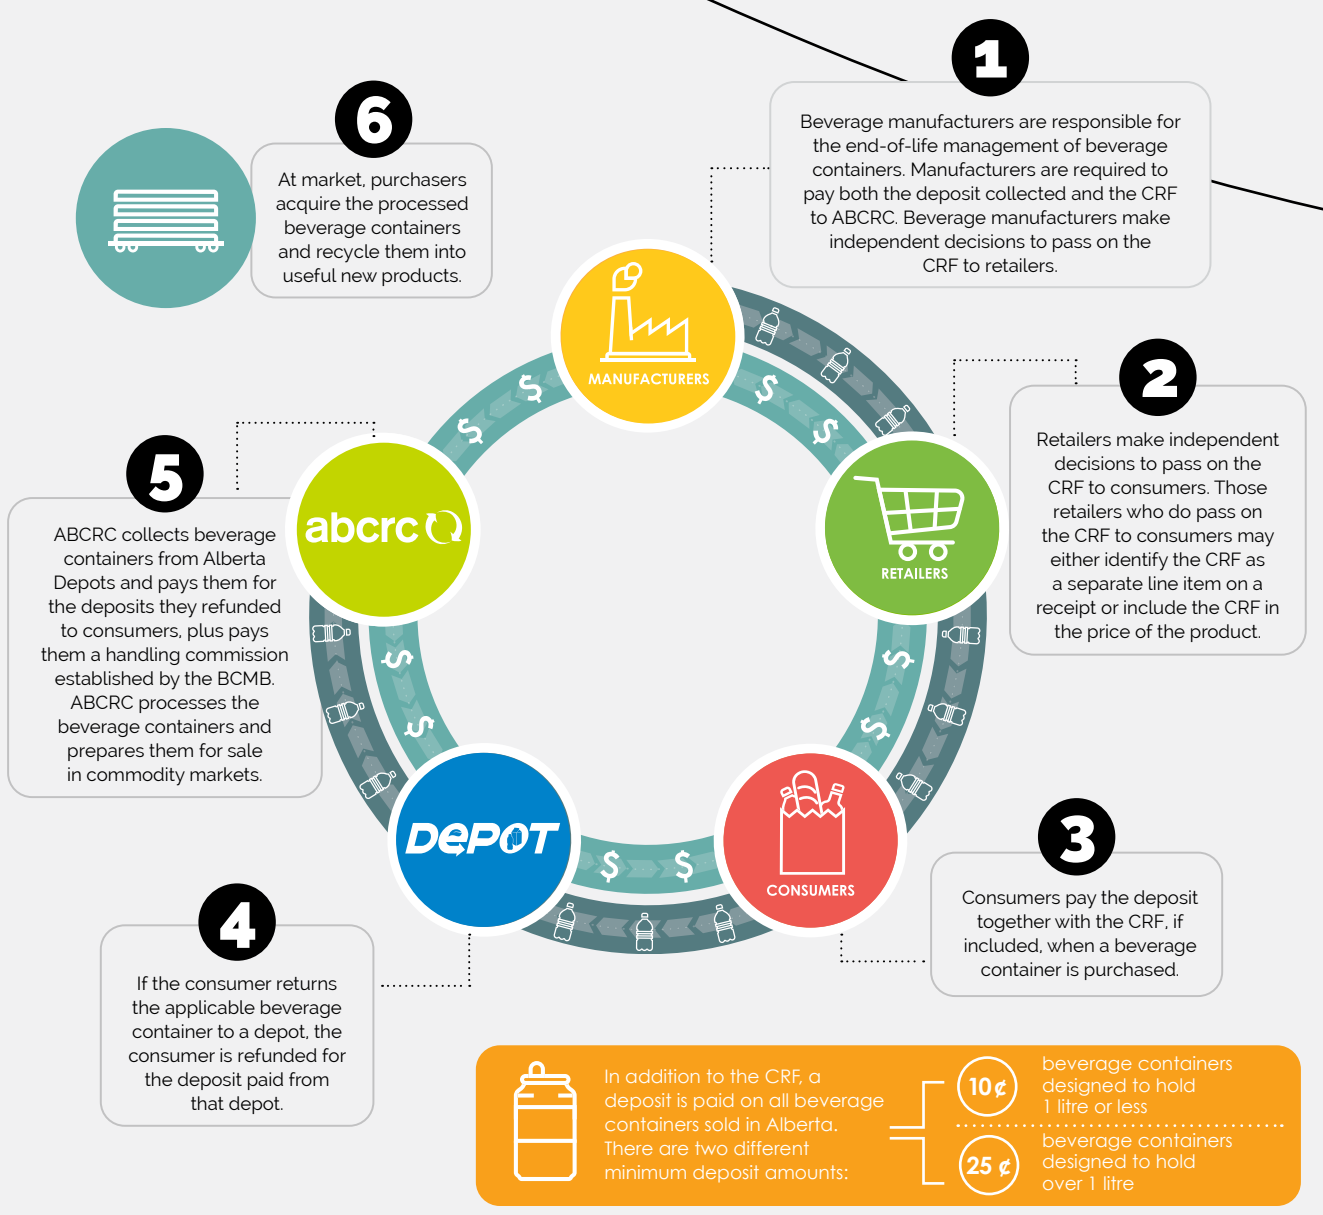 1
Beverage manufacturers are responsible for
the end-of-life management of beverage
containers. Manufacturers are required to
pay both the deposit collected and the CRF
to ABCRC. Beverage manufacturers make
independent decisions to pass on the
CRF to retailers.
2
Retailers make independent
decisions to pass on the
CRF to consumers. Those
retailers who do pass on
the CRF to consumers may
either identify the CRF as
a separate line item on a
receipt or include the CRF in
the price of the product.
3
Consumers pay the deposit
together with the CRF, if
included, when a beverage
container is purchased.
4
If the consumer returns
the applicable beverage
container to a depot, the
consumer is refunded for
the deposit paid from
that depot.
5
ABCRC collects beverage
containers from Alberta
Depots and pays them for
the deposits they refunded
to consumers, plus pays
them a handling commission
established by the BCMB.
ABCRC processes the
beverage containers and
prepares them for sale
in commodity markets.
6
At market, purchasers
acquire the processed
beverage containers
and recycle them into
useful new products.
MANUFACTURERS
$ $
$ $
RETAILERS
$
$
CONSUMERS
$ $
DEPOT
$
$
abcrc
In addition to the CRF, a
deposit is paid on all beverage
containers sold in Alberta.
There are two different
minimum deposit amounts:
10¢
beverage containers
designed to hold
1 litre or less
25 ¢
beverage containers
designed to hold
over 1 litre